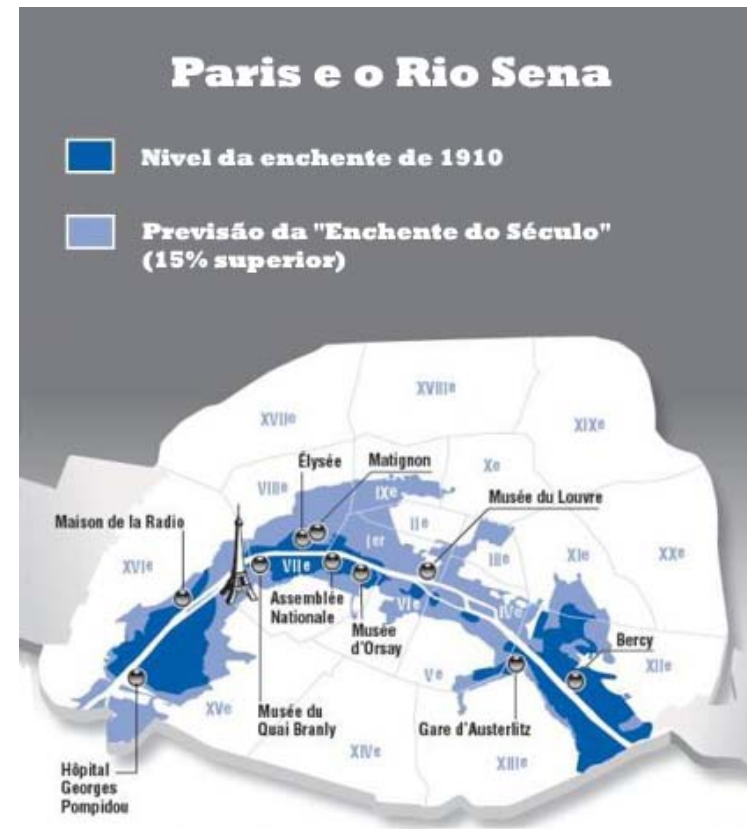 Paris e o Rio Sena
Nivel da enchente de 1910
Previsão da "Enchente do Século"
(15% superior)
XVIIIe
XVIIe
XIXe
Élysée
Matignon
Xe
VIIIe
IXe
Musée du Louvre
Maison de la Radio
IIe
Ier
IIIe
XIe
XXe
XVIe
VIIe
Assemblée
Nationale
VIe
IVe
Musée
d'Orsay
Bercy
XIIe
Ve
XVe
Musée du
Quai Branly
Gare d'Austerlitz
XIVe
XIIIe
Hôpital
Georges
Pompidou